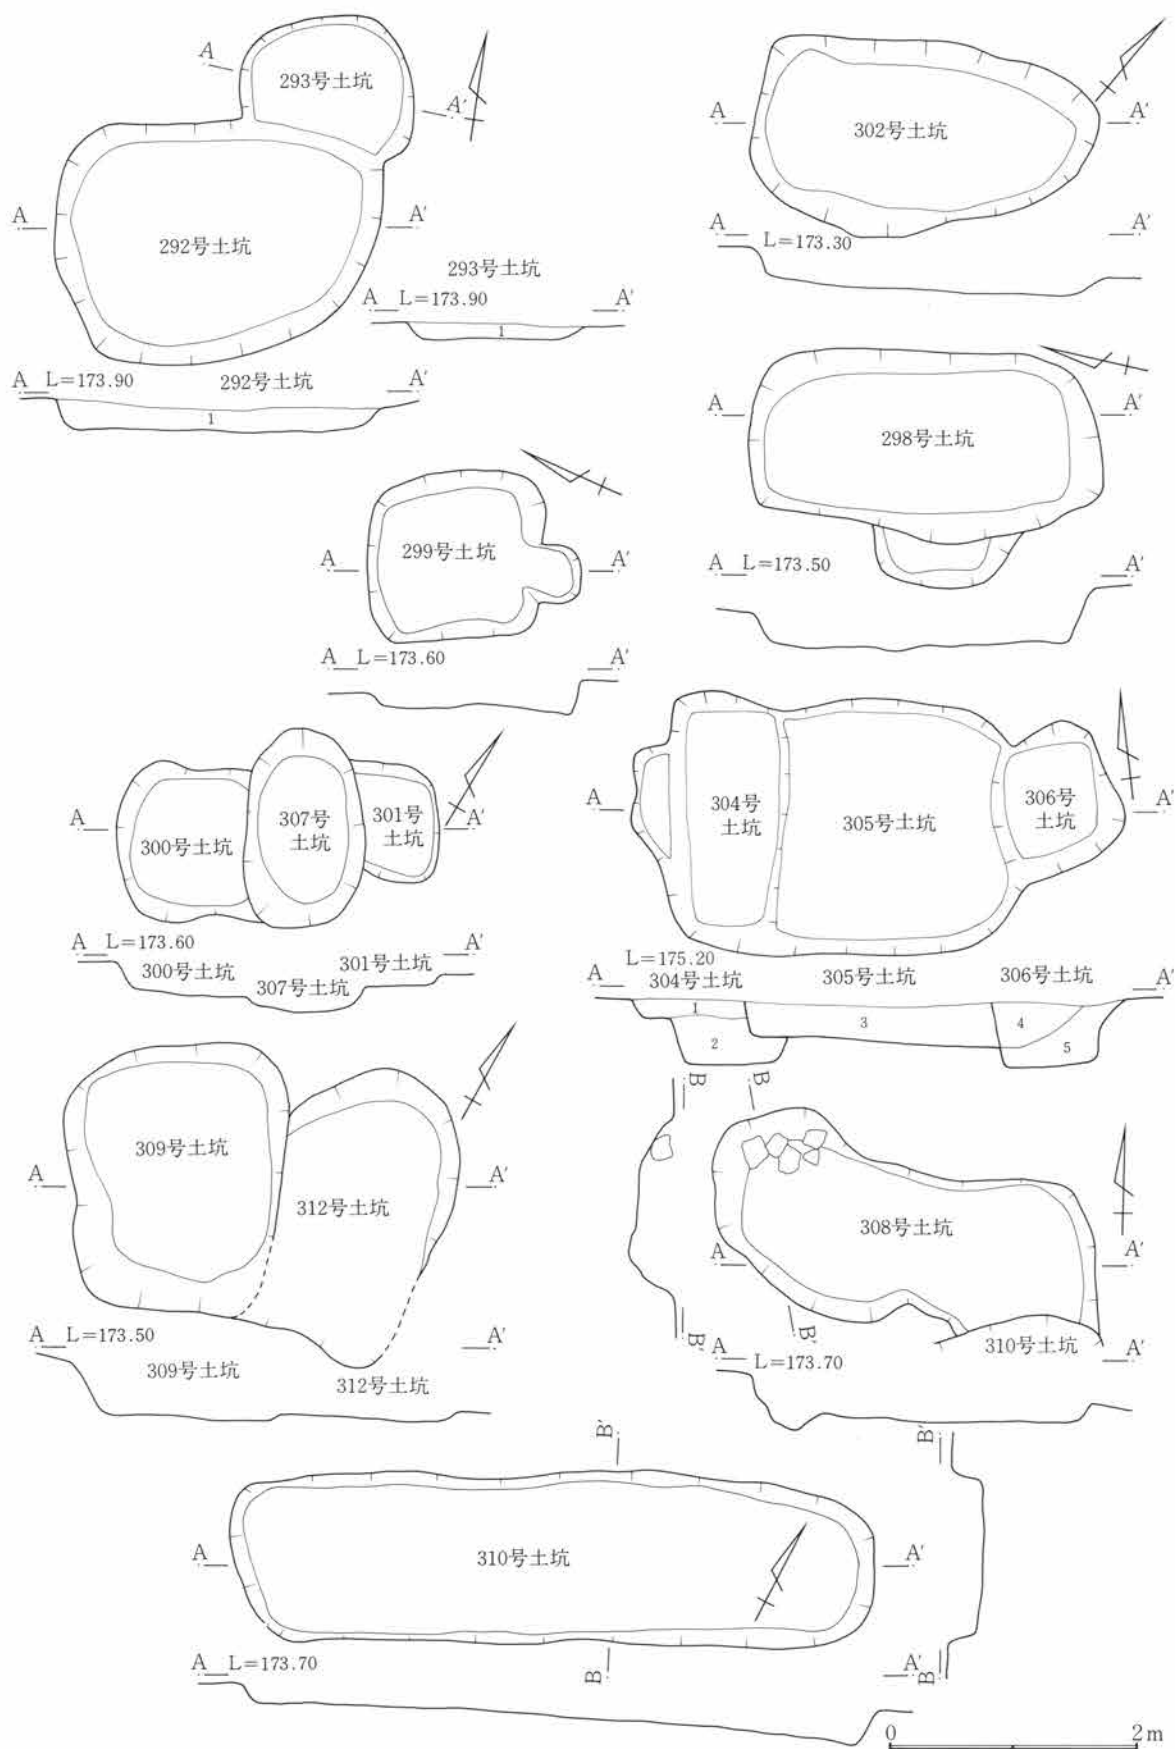 A
293号土坑
A′
A
292号土坑
A′
293号土坑
A L=173.90 A′
1
A L=173.90 292号土坑 A′
1
A
302号土坑
A′
A L=173.30 A′
A
298号土坑
A′
A L=173.50 A′
299号土坑
A A′
A L=173.60 A′
A
300号土坑
307号
土坑
301号
土坑
A′
A L=173.60 A′
300号土坑 301号土坑
307号土坑
A
304号
土坑
305号土坑
306号
土坑
A′
L=175.20
A 304号土坑 305号土坑 306号土坑 A′
1
2
3
4
5
309号土坑
A A′
312号土坑
A L=173.50 A′
309号土坑
312号土坑
B B
308号土坑
A A′
B′ B′
310号土坑
A L=173.70 A′
B′ B′
310号土坑
A A′
A L=173.70 A′
B B
0 2m